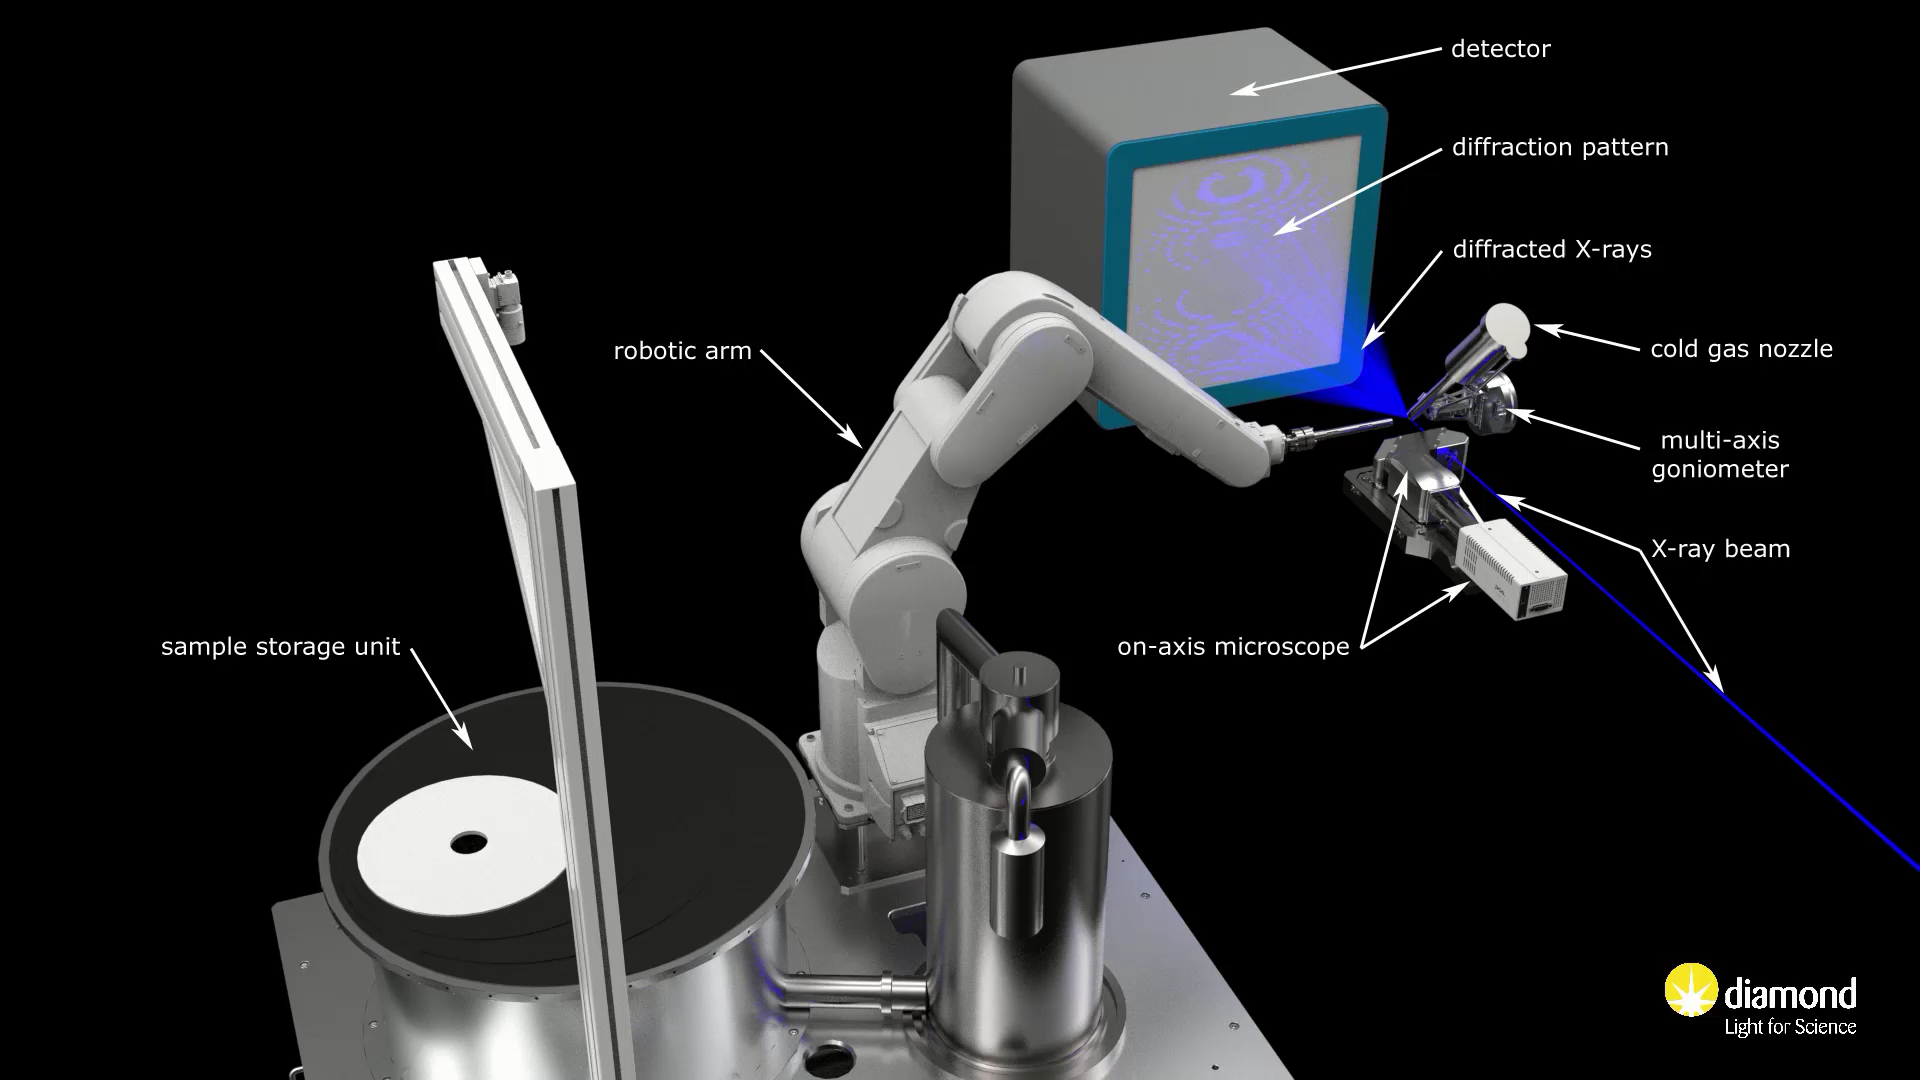 detector
diffraction pattern
diffracted X-rays
cold gas nozzle
robotic arm
multi-axis
goniometer
X-ray beam
on-axis microscope
sample storage unit
diamond
Light for Science